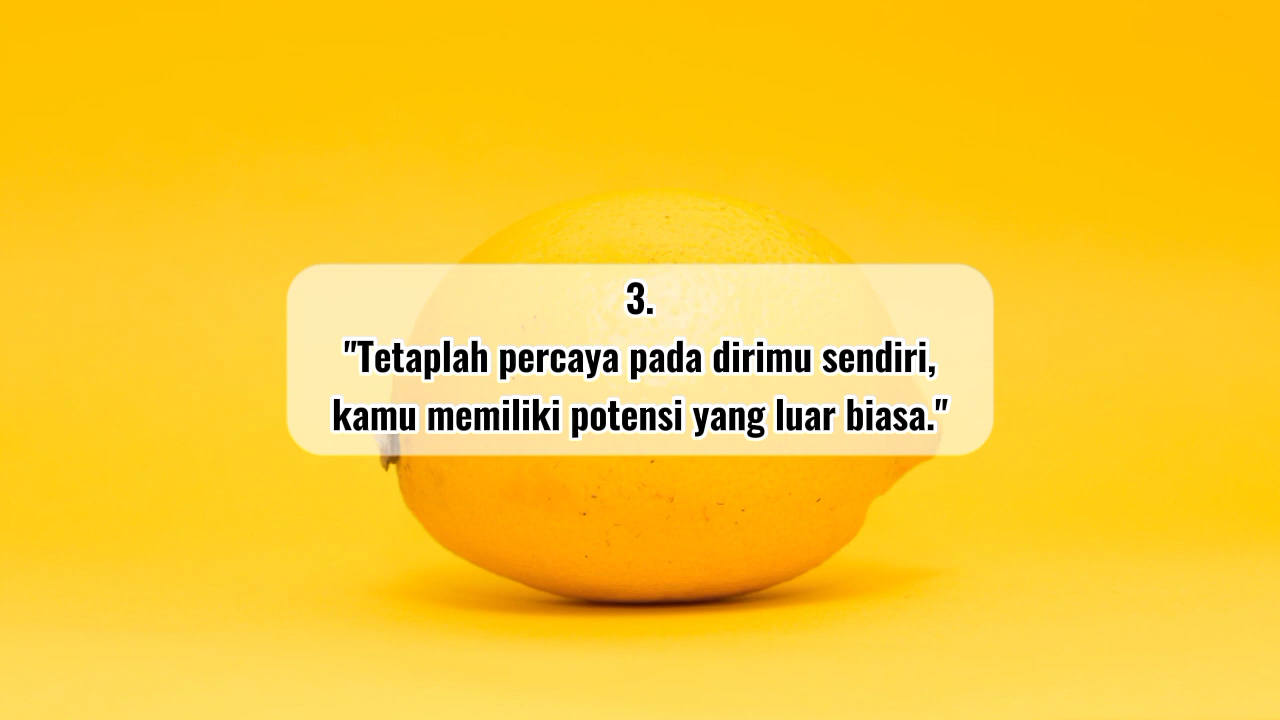 3.
"Tetaplah percaya pada dirimu sendiri,
kamu memiliki potensi yang luar biasa."